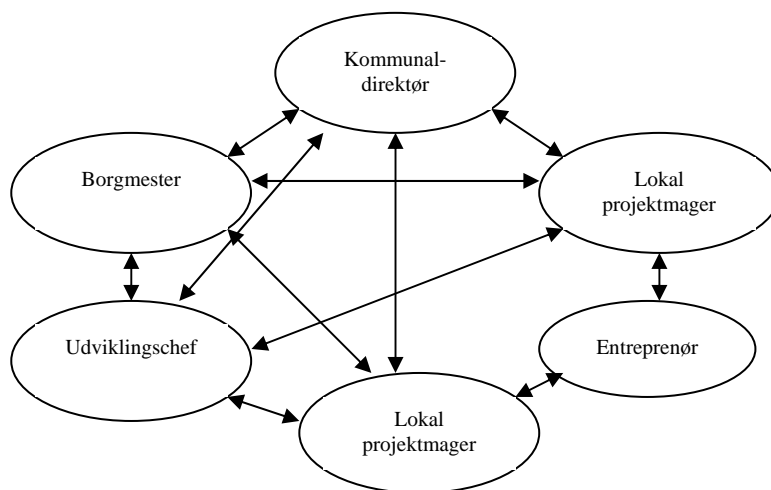 Kommunal-
direktør
Borgmester
Lokal
projektmager
Udviklingschef
Entreprenør
Lokal
projektmager